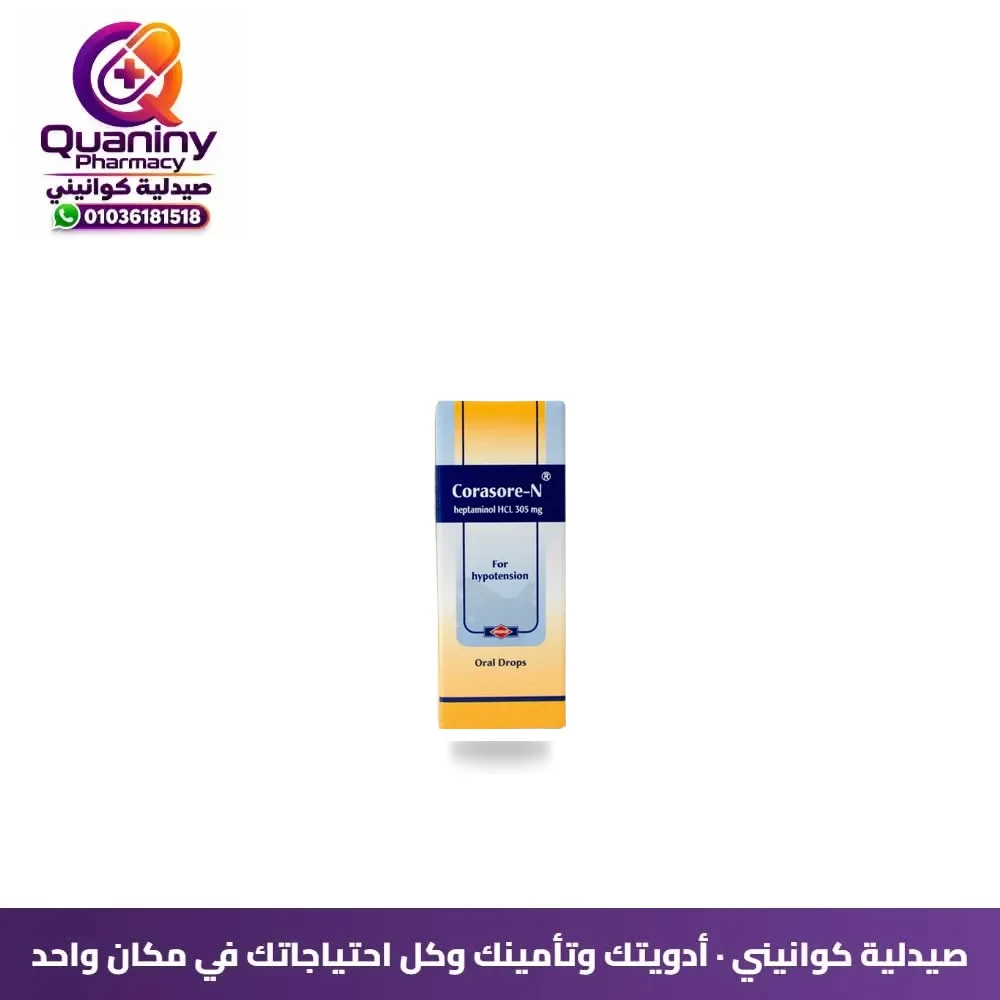 Quaniny
Pharmacy
صيدلية كوانيني
01036181518
Corasore-N®
heptaminol HCL 305 mg
For
hypotension
Oral Drops
صيدلية كوانيني · أدويتك وتأمينك وكل احتياجاتك في مكان واحد